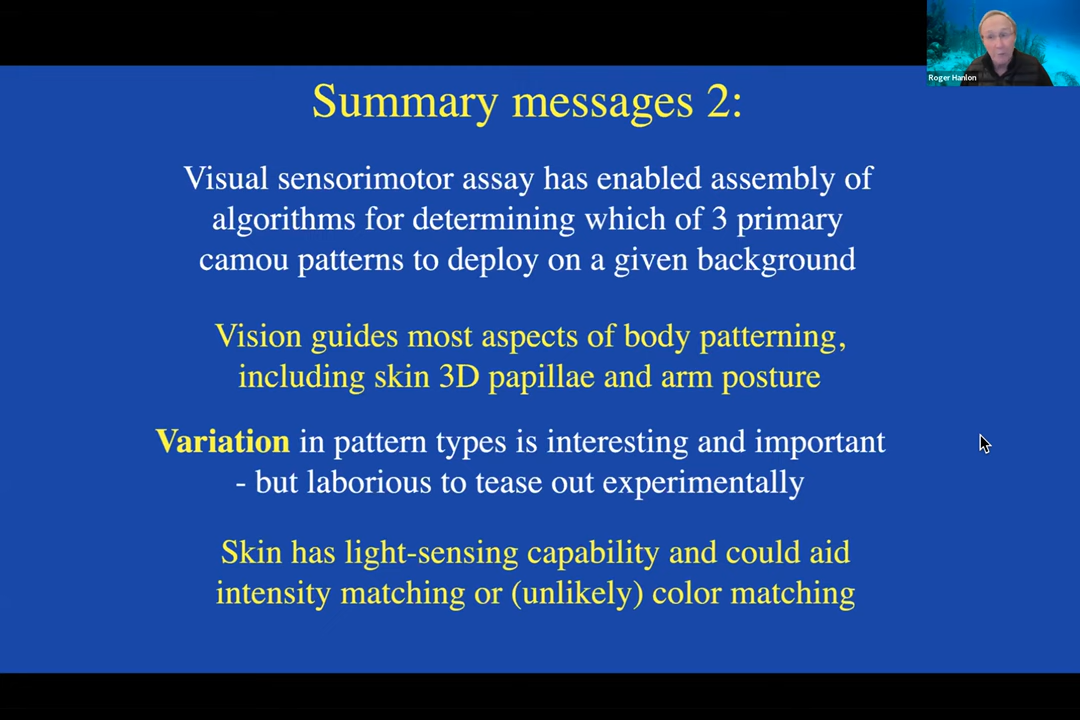 Roger Hanlon
Summary messages 2:
Visual sensorimotor assay has enabled assembly of
algorithms for determining which of 3 primary
camou patterns to deploy on a given background
Vision guides most aspects of body patterning,
including skin 3D papillae and arm posture
Variation in pattern types is interesting and important
- but laborious to tease out experimentally
Skin has light-sensing capability and could aid
intensity matching or (unlikely) color matching